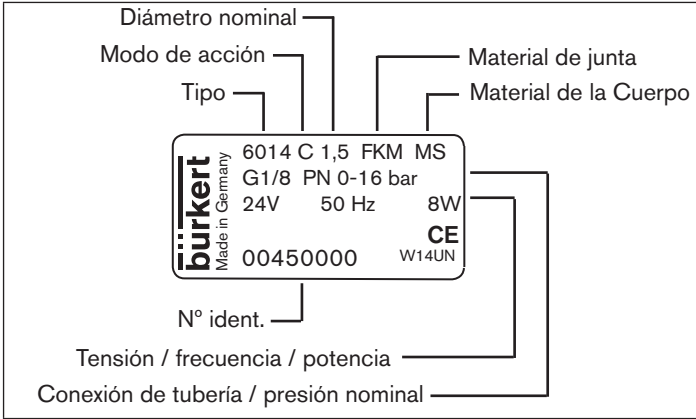 Diámetro nominal
Modo de acción
Material de junta
Tipo
Material de la Cuerpo
bürkert
Made in Germany
6014 C 1,5 FKM MS
G1/8 PN 0-16 bar
24V 50 Hz 8W
CE
00450000 W14UN
Nº ident.
Tensión / frecuencia / potencia
Conexión de tubería / presión nominal